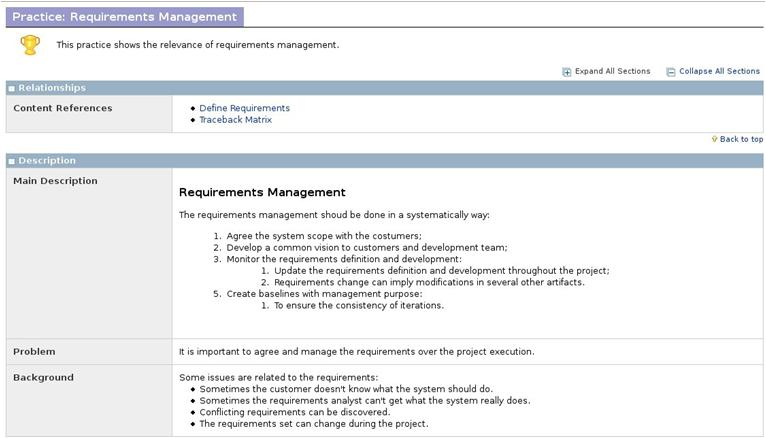 Practice: Requirements Management
This practice shows the relevance of requirements management.
Expand All Sections Collapse All Sections
Relationships
Content References
Define Requirements
Traceback Matrix
Back to top
Description
Main Description
Requirements Management
The requirements management shoud be done in a systematically way:
1. Agree the system scope with the costumers;
2. Develop a common vision to customers and development team;
3. Monitor the requirements definition and development:
1. Update the requirements definition and development throughout the project;
2. Requirements change can imply modifications in several other artifacts.
5. Create baselines with management purpose:
1. To ensure the consistency of iterations.
Problem
It is important to agree and manage the requirements over the project execution.
Background
Some issues are related to the requirements:
Sometimes the customer doesn't know what the system should do.
Sometimes the requirements analyst can't get what the system really does.
Conflicting requirements can be discovered.
The requirements set can change during the project.